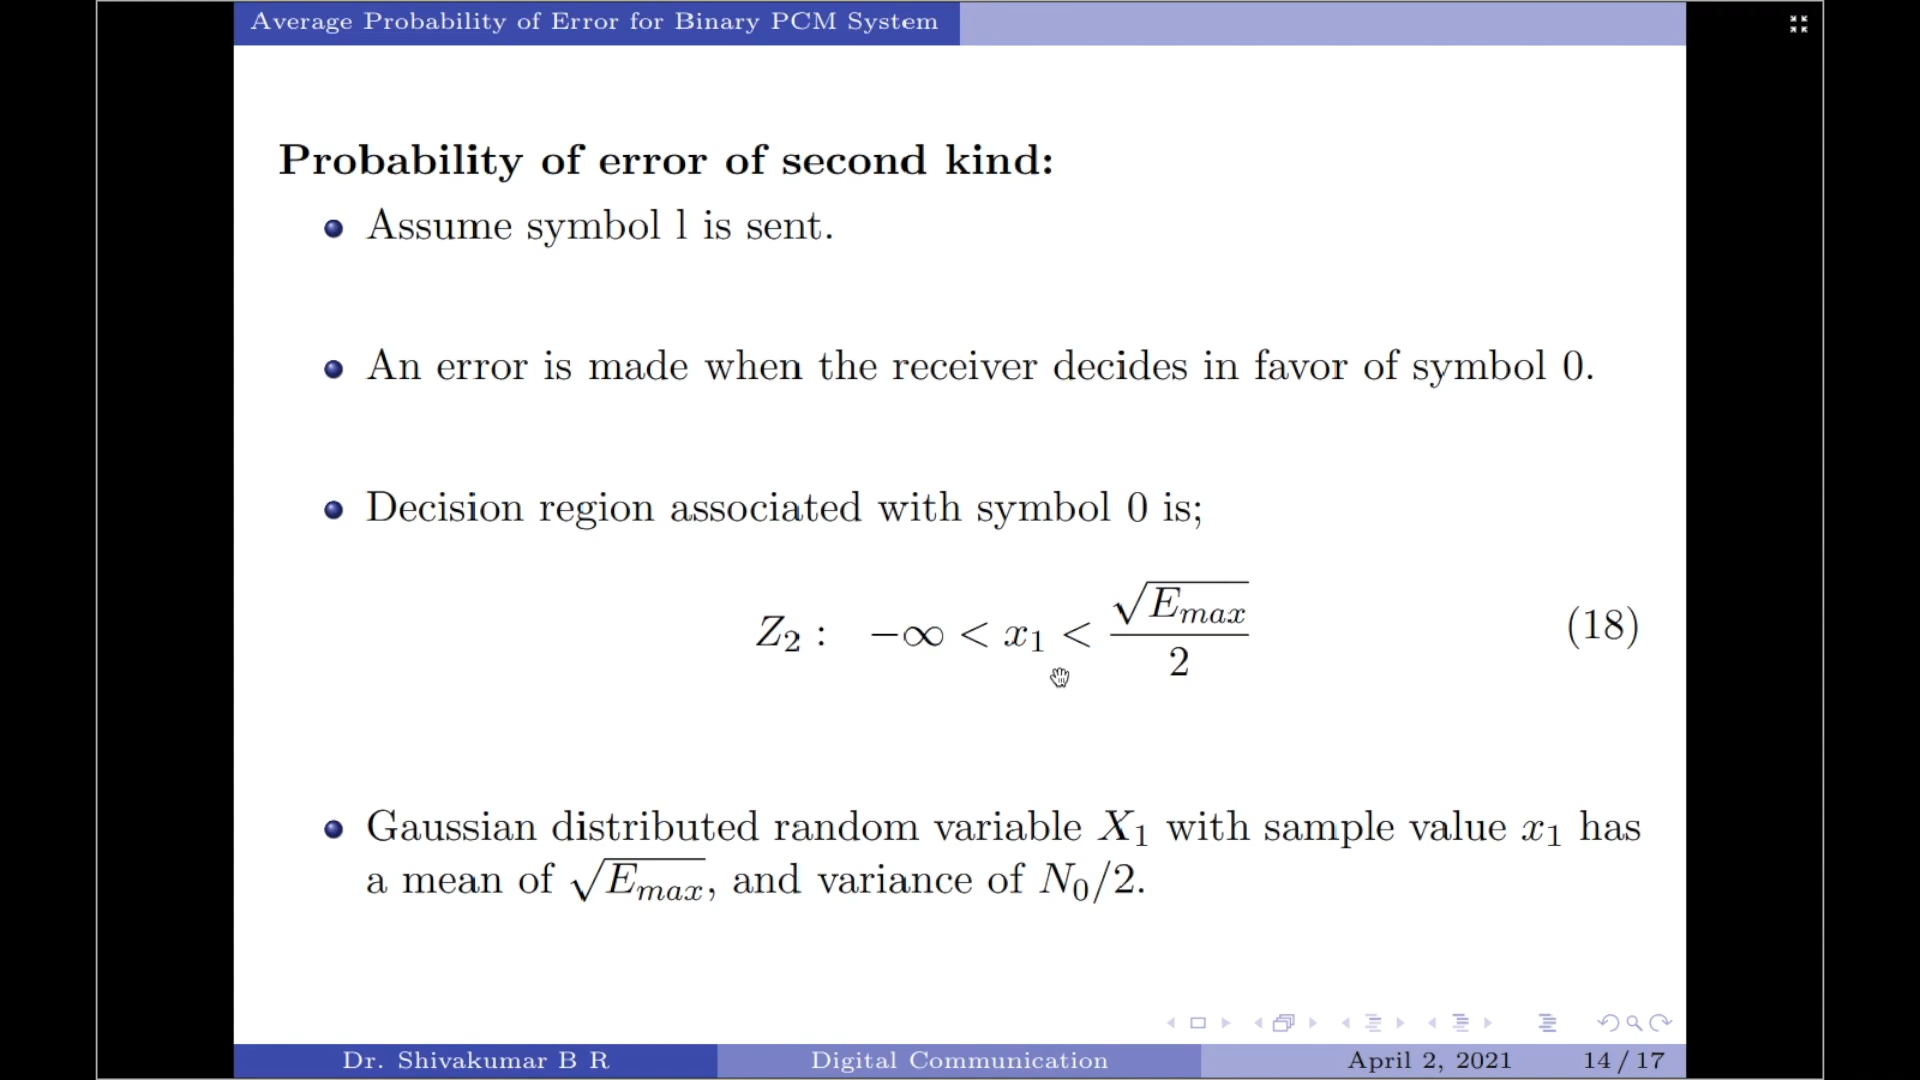 Average Probability of Error for Binary PCM System
Probability of error of second kind:
Assume symbol l is sent.
An error is made when the receiver decides in favor of symbol 0.
Decision region associated with symbol 0 is;
Z₂ : −∞ < x₁ < √E_max / 2 (18)
Gaussian distributed random variable X₁ with sample value x₁ has
a mean of √E_max, and variance of N₀/2.
Dr. Shivakumar B R Digital Communication April 2, 2021 14 / 17